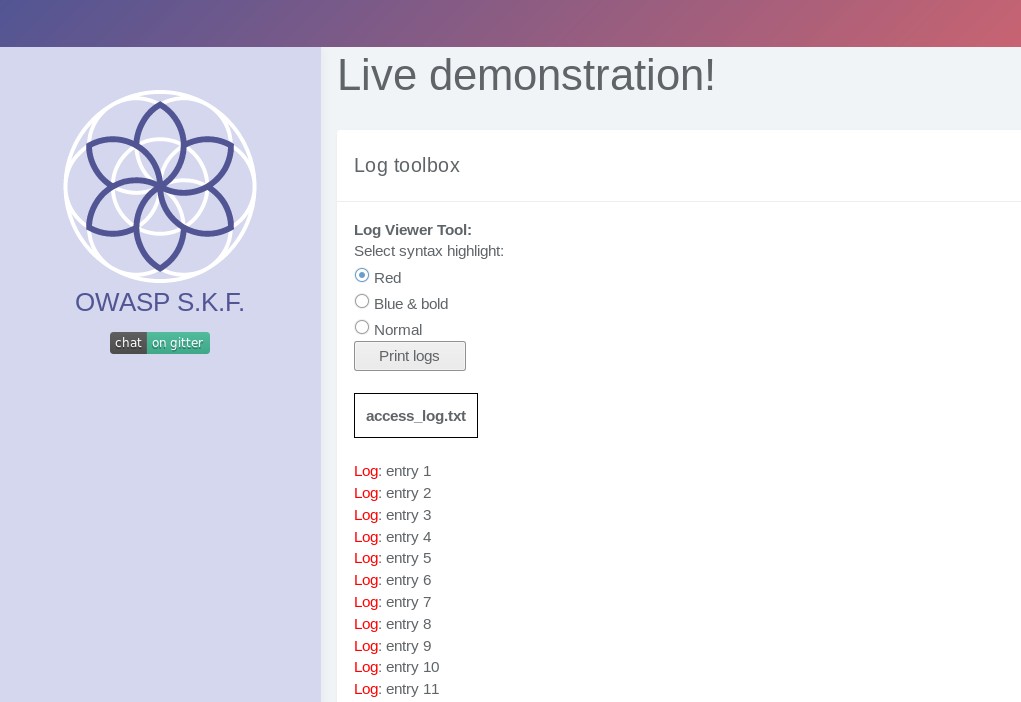 Live demonstration!
OWASP S.K.F.
chat on gitter
Log toolbox
Log Viewer Tool:
Select syntax highlight:
Red
Blue & bold
Normal
Print logs
access_log.txt
Log: entry 1
Log: entry 2
Log: entry 3
Log: entry 4
Log: entry 5
Log: entry 6
Log: entry 7
Log: entry 8
Log: entry 9
Log: entry 10
Log: entry 11